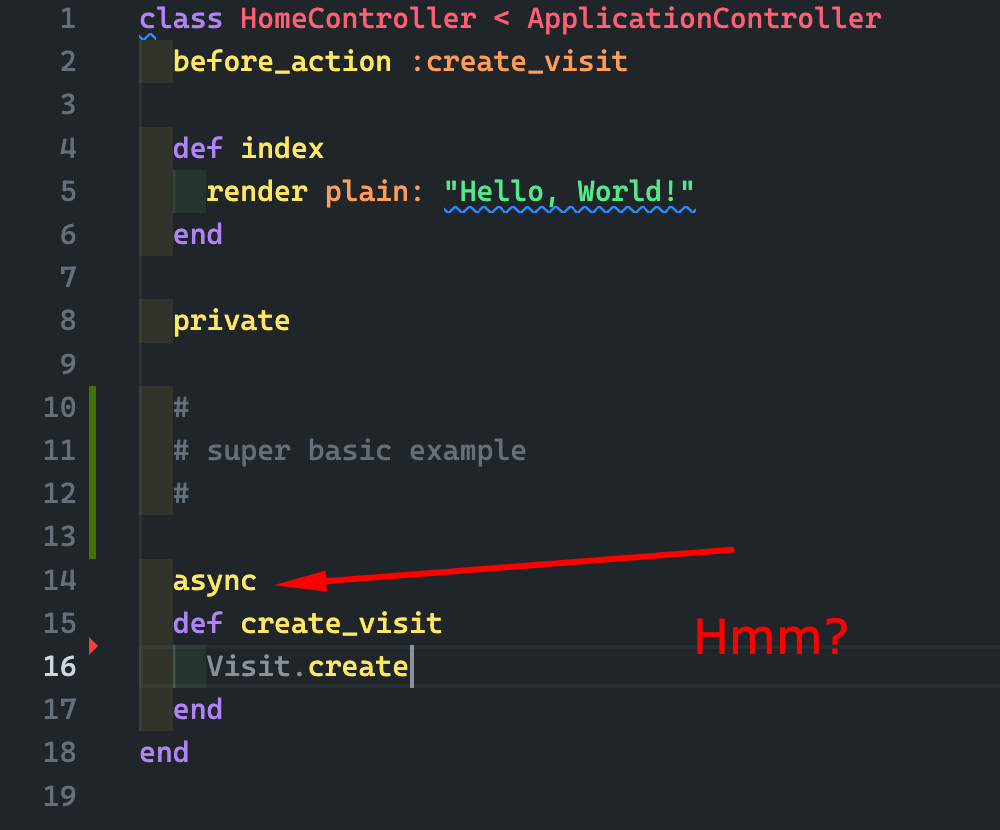 1 class HomeController < ApplicationController
2 before_action :create_visit
3
4 def index
5 render plain: "Hello, World!"
6 end
7
8 private
9
10 #
11 # super basic example
12 #
13
14 async
15 def create_visit
Hmm?
16 Visit.create
17 end
18 end
19